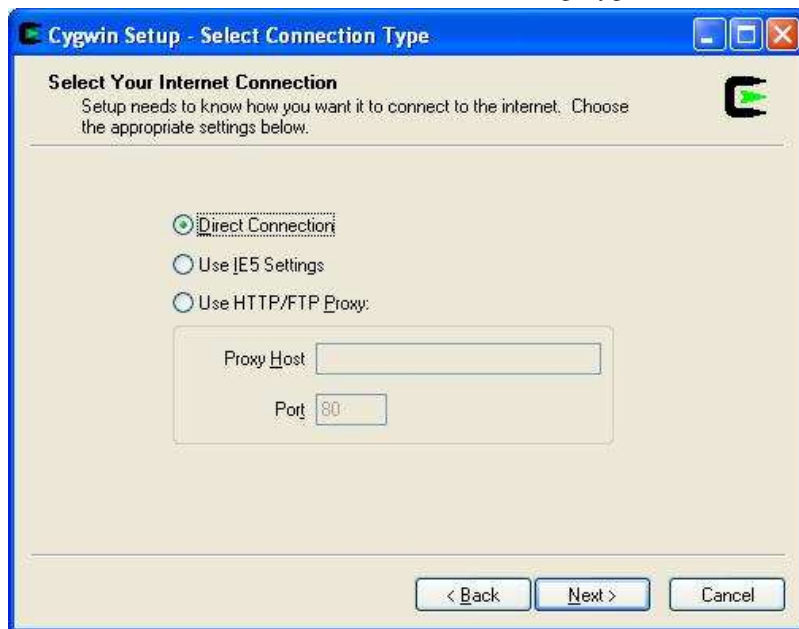 Cygwin Setup - Select Connection Type
Select Your Internet Connection
Setup needs to know how you want it to connect to the internet. Choose
the appropriate settings below.
Direct Connection
Use IE5 Settings
Use HTTP/FTP Proxy:
Proxy Host
Port 80
< Back Next > Cancel